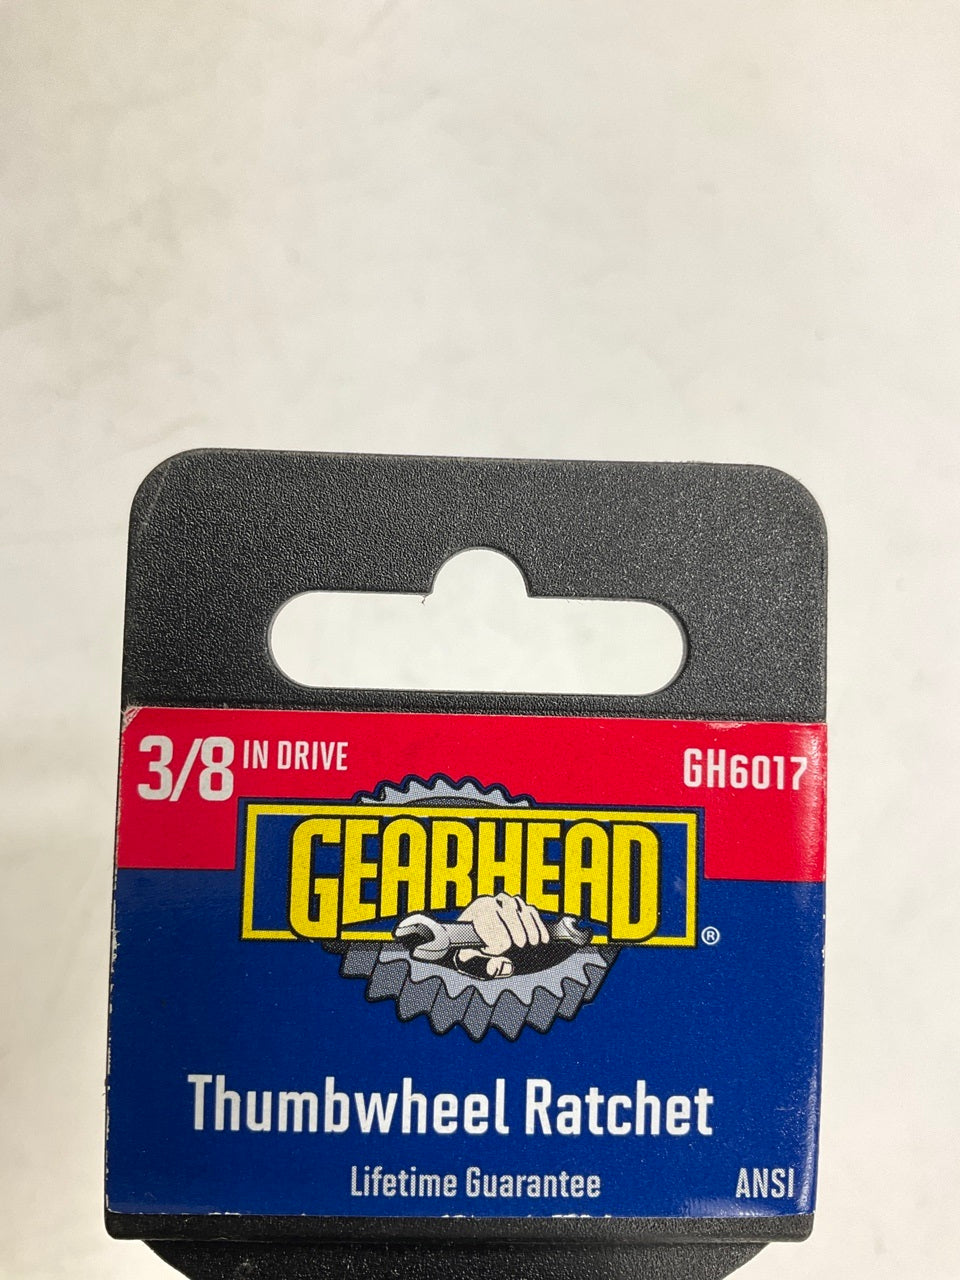 3/8 IN DRIVE GH6017
GEARHEAD®
Thumbwheel Ratchet
Lifetime Guarantee ANSI